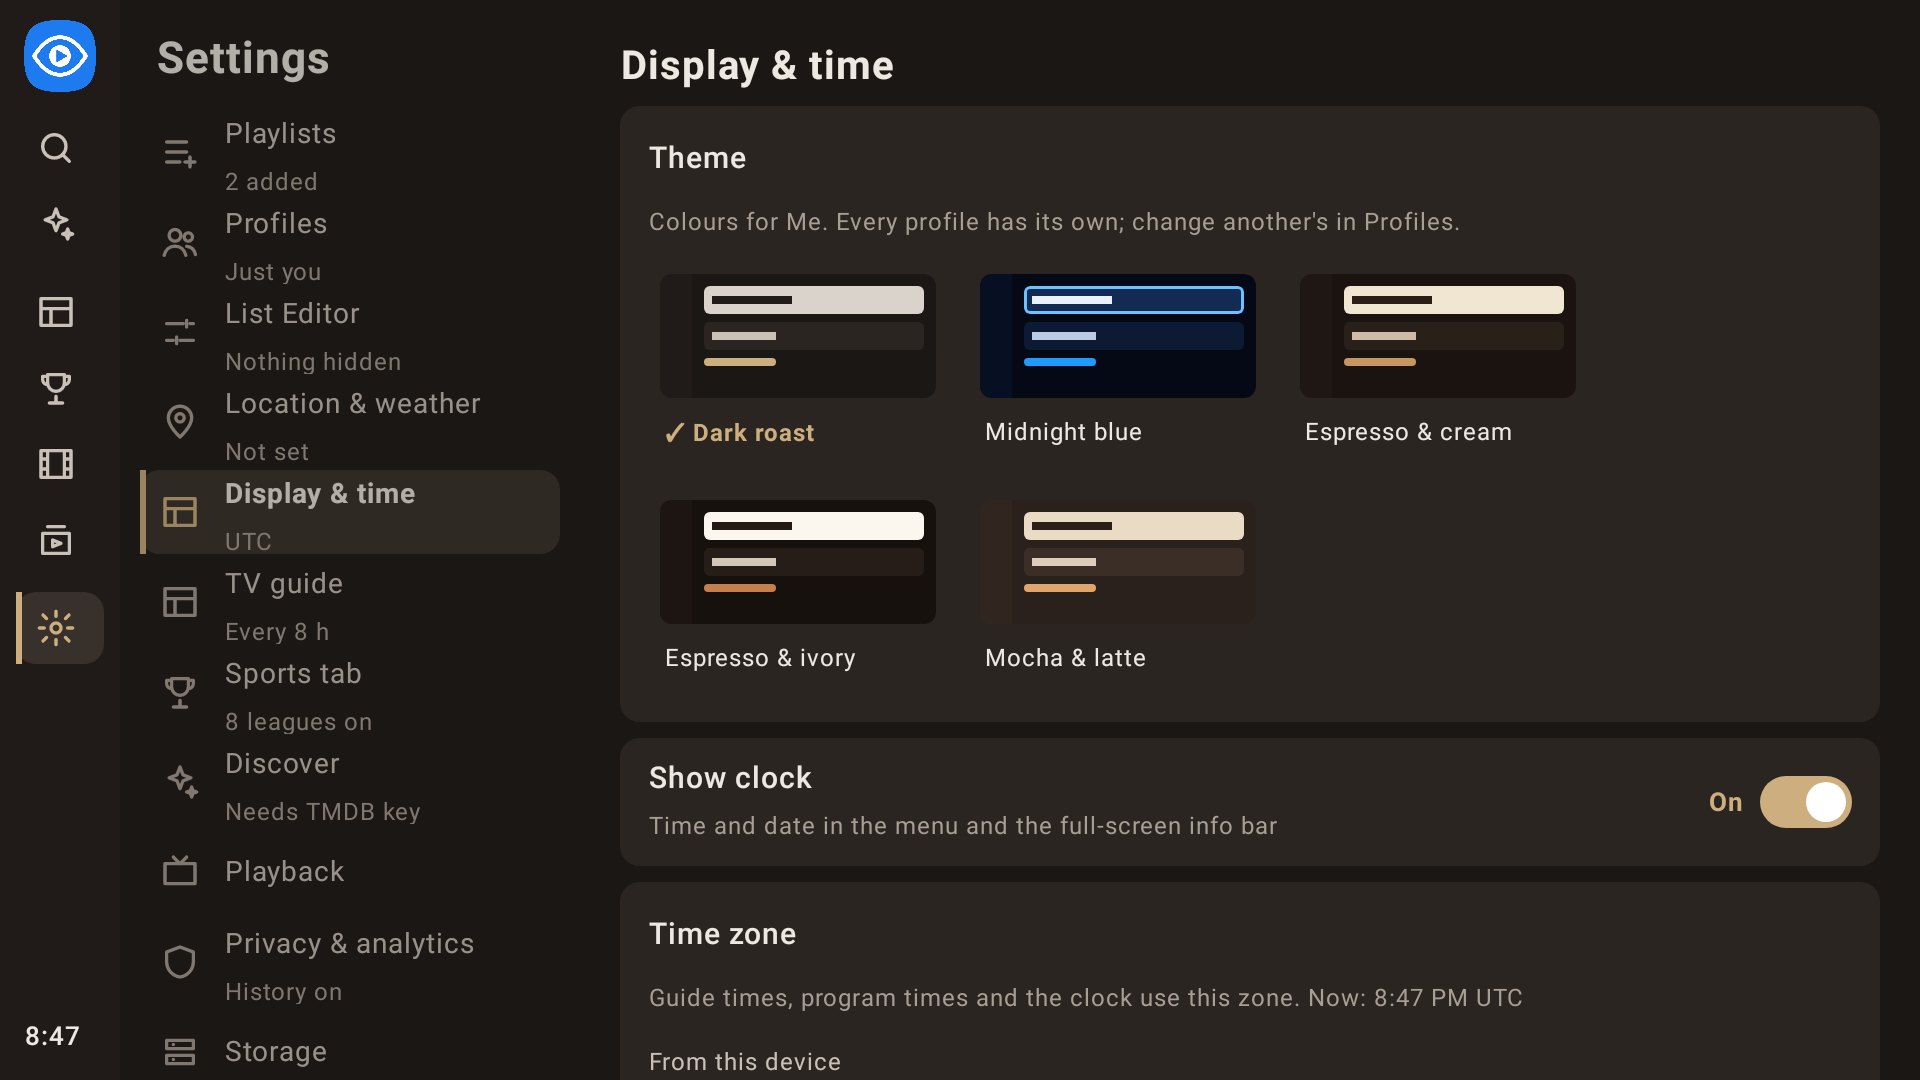 Settings
Playlists
2 added
Profiles
Just you
List Editor
Nothing hidden
Location & weather
Not set
Display & time
UTC
TV guide
Every 8 h
Sports tab
8 leagues on
Discover
Needs TMDB key
Playback
Privacy & analytics
History on
Storage
8:47
Display & time
Theme
Colours for Me. Every profile has its own; change another's in Profiles.
✓ Dark roast
Midnight blue
Espresso & cream
Espresso & ivory
Mocha & latte
Show clock
Time and date in the menu and the full-screen info bar
On
Time zone
Guide times, program times and the clock use this zone. Now: 8:47 PM UTC
From this device